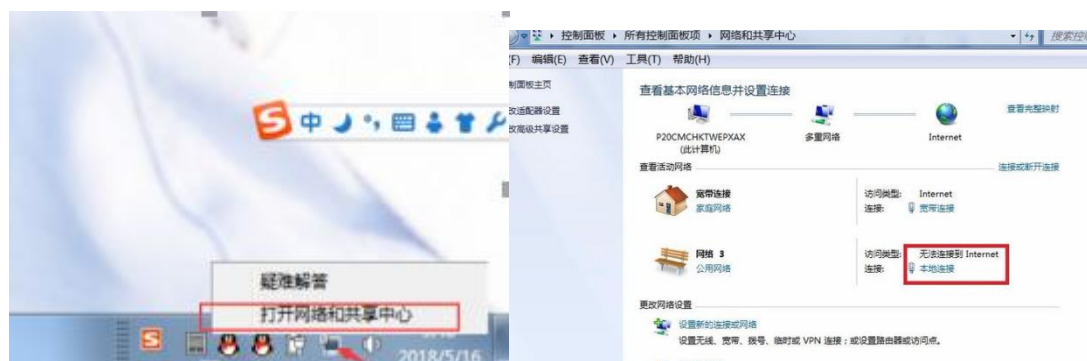 中
疑难解答
打开网络和共享中心
2018/5/16
控制面板 ▸ 所有控制面板项 ▸ 网络和共享中心
搜索控
(F) 编辑(E) 查看(V) 工具(T) 帮助(H)
制面板主页
改适配器设置
改高级共享设置
查看基本网络信息并设置连接
查看完整映射
P20CMCHKTWEPXAX
(此计算机)
多重网络
Internet
查看活动网络
连接或断开连接
宽带连接
家庭网络
访问类型: Internet
连接: 宽带连接
网络 3
公用网络
访问类型: 无法连接到 Internet
连接: 本地连接
更改网络设置
设置新的连接或网络
设置无线、宽带、拨号、临时或 VPN 连接；或设置路由器或访问点。